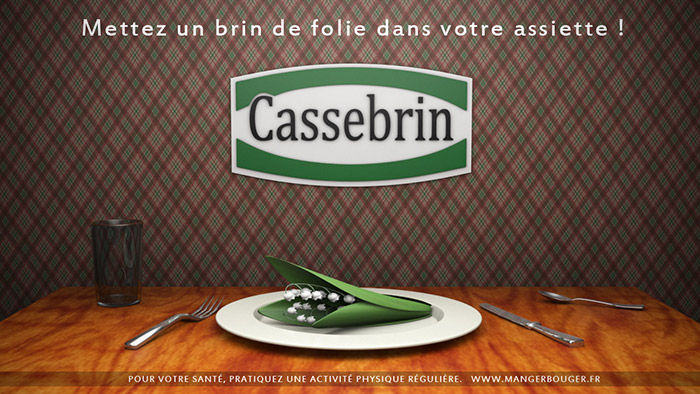 Mettez un brin de folie dans votre assiette !
Cassebrin
POUR VOTRE SANTÉ, PRATIQUEZ UNE ACTIVITÉ PHYSIQUE RÉGULIÈRE. WWW.MANGERBOUGER.FR